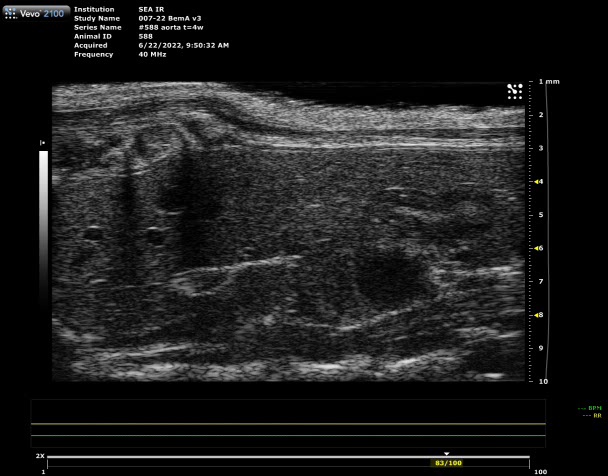 Vevo 2100
Institution SEA IR
Study Name 007-22 BemA v3
Series Name #588 aorta t=4w
Animal ID 588
Acquired 6/22/2022, 9:50:32 AM
Frequency 40 MHz
1 mm
2
3
4
5
6
7
8
9
10
--- BPM
--- RR
2X
83/100
1
100